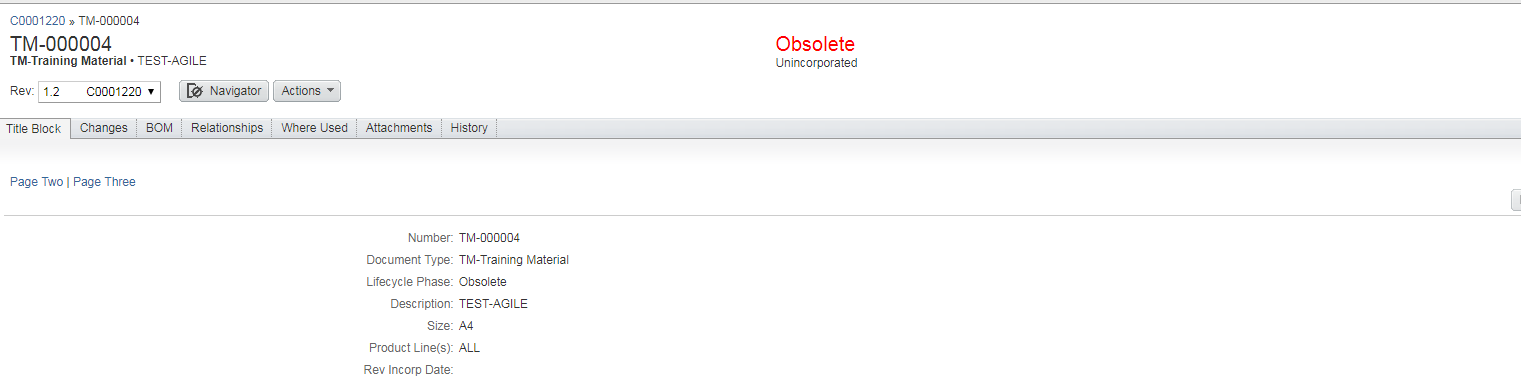 C0001220 » TM-000004
TM-000004
Obsolete
TM-Training Material • TEST-AGILE
Unincorporated
Rev: 1.2 C0001220 Navigator Actions
Title Block Changes BOM Relationships Where Used Attachments History
Page Two | Page Three
Number: TM-000004
Document Type: TM-Training Material
Lifecycle Phase: Obsolete
Description: TEST-AGILE
Size: A4
Product Line(s): ALL
Rev Incorp Date: